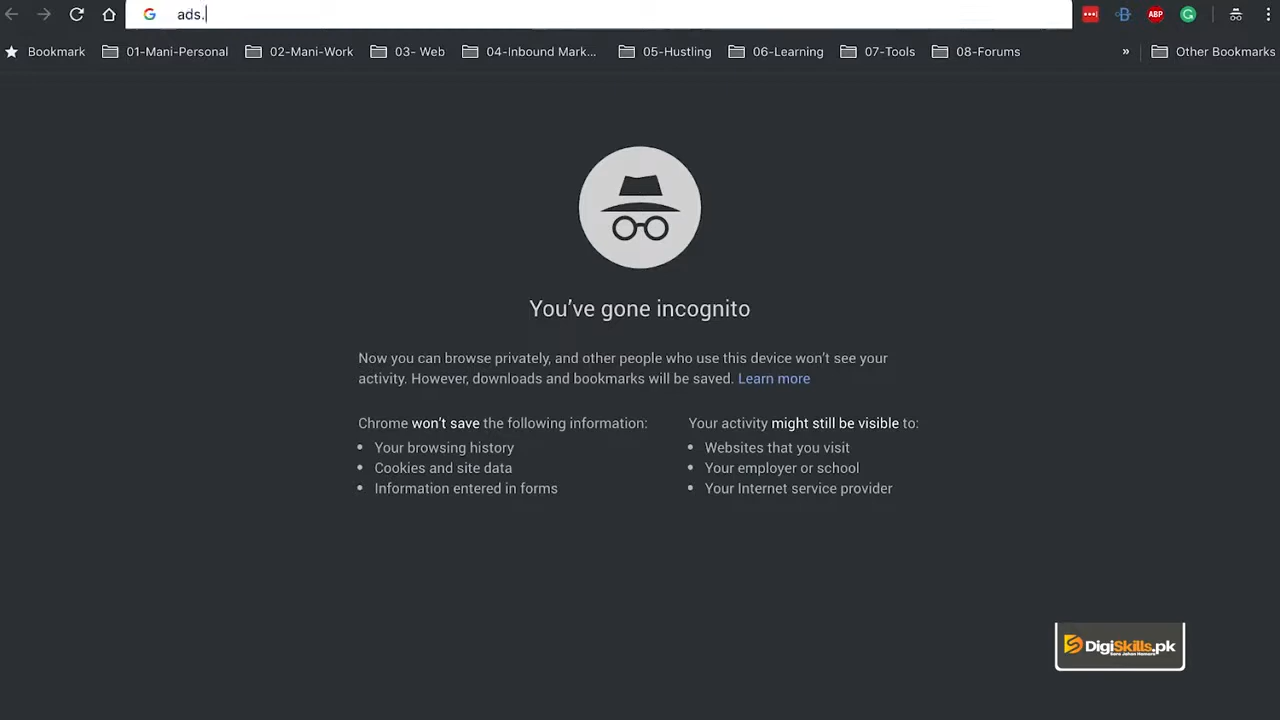 ads.
ABP
Bookmark 01-Mani-Personal 02-Mani-Work 03- Web 04-Inbound Mark... 05-Hustling 06-Learning 07-Tools 08-Forums » Other Bookmarks
You've gone incognito
Now you can browse privately, and other people who use this device won't see your
activity. However, downloads and bookmarks will be saved. Learn more
Chrome won't save the following information:
• Your browsing history
• Cookies and site data
• Information entered in forms
Your activity might still be visible to:
• Websites that you visit
• Your employer or school
• Your Internet service provider
DigiSkills.pk